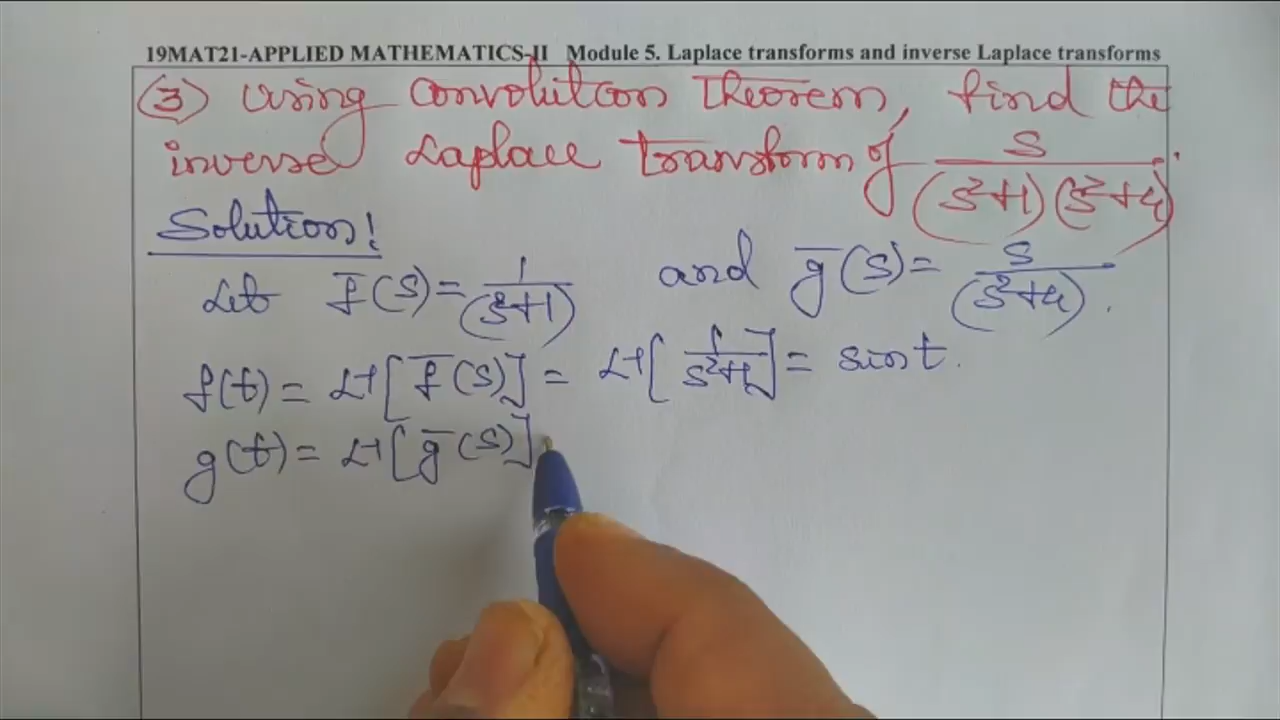 19MAT21-APPLIED MATHEMATICS-II Module 5. Laplace transforms and inverse Laplace transforms
(3) Using Convolution Theorem, find the
inverse Laplace transform of s/((s²+1)(s²+4)).
Solution!
Let f̄(s) = 1/(s²+1) and ḡ(s) = s/(s²+4).
f(t) = L⁻¹[f̄(s)] = L⁻¹[1/(s²+1)] = sin t.
g(t) = L⁻¹[ḡ(s)]